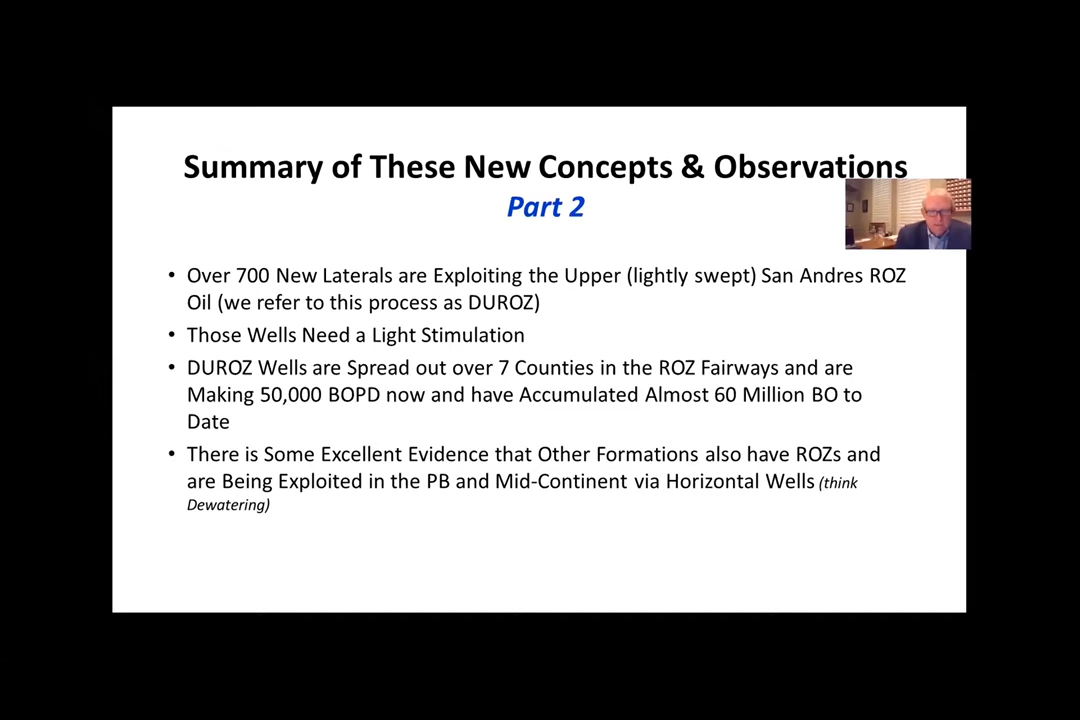 Summary of These New Concepts & Observations
Part 2
• Over 700 New Laterals are Exploiting the Upper (lightly swept) San Andres ROZ
Oil (we refer to this process as DUROZ)
• Those Wells Need a Light Stimulation
• DUROZ Wells are Spread out over 7 Counties in the ROZ Fairways and are
Making 50,000 BOPD now and have Accumulated Almost 60 Million BO to
Date
• There is Some Excellent Evidence that Other Formations also have ROZs and
are Being Exploited in the PB and Mid-Continent via Horizontal Wells (think
Dewatering)